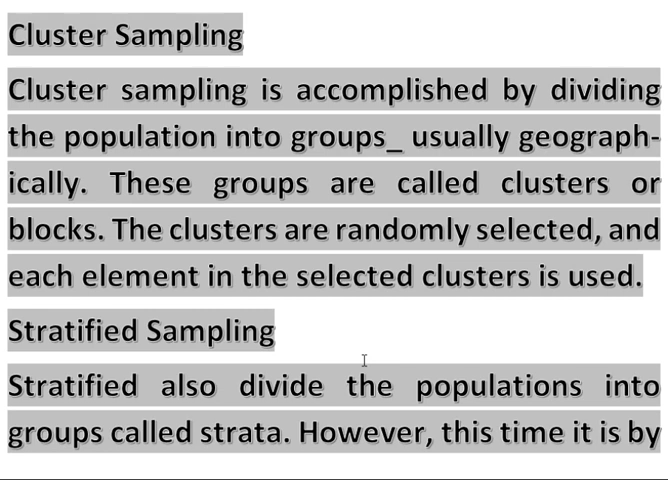 Cluster Sampling
Cluster sampling is accomplished by dividing
the population into groups_ usually geograph-
ically. These groups are called clusters or
blocks. The clusters are randomly selected, and
each element in the selected clusters is used.
Stratified Sampling
Stratified also divide the populations into
groups called strata. However, this time it is by